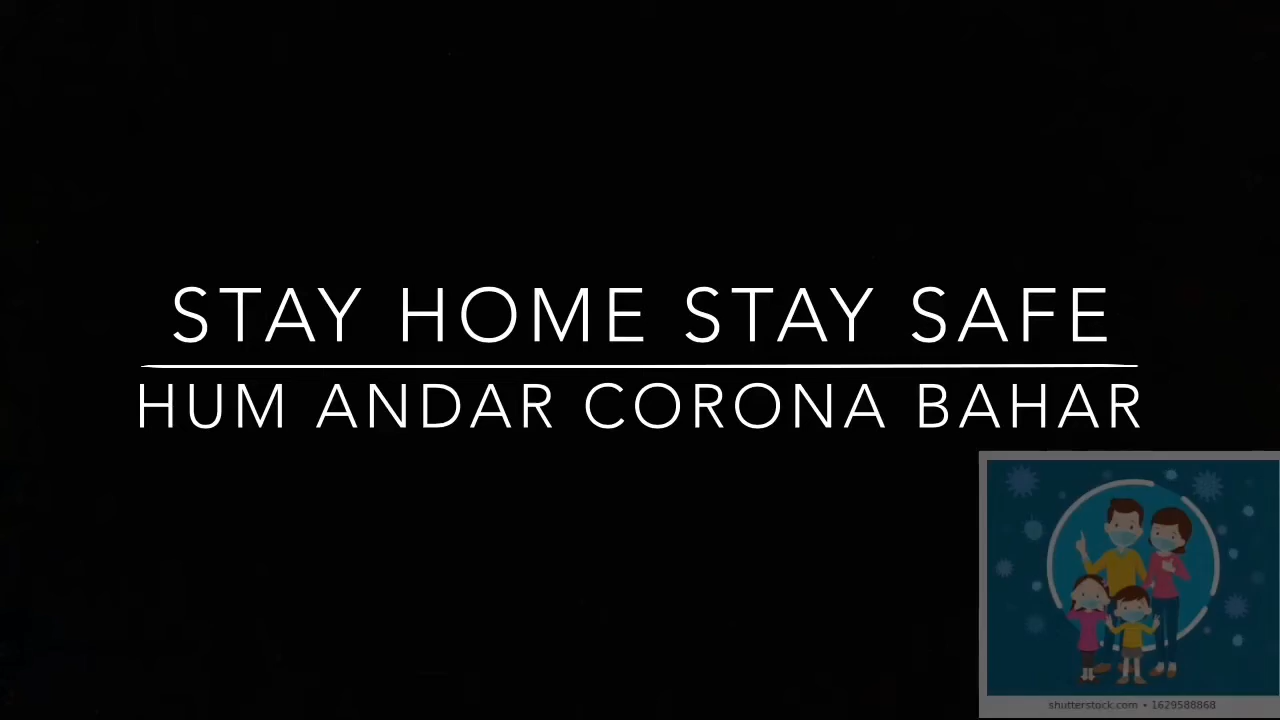 STAY HOME STAY SAFE
HUM ANDAR CORONA BAHAR
shutterstock.com • 1629588868